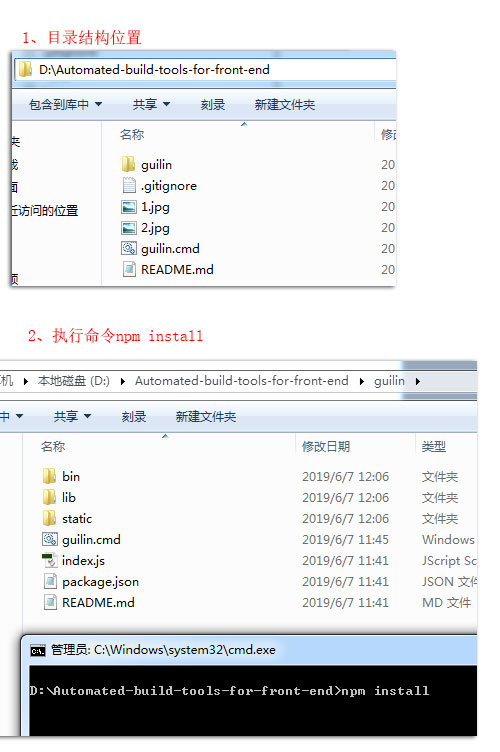 1、目录结构位置
D:\Automated-build-tools-for-front-end
包含到库中 共享 刻录 新建文件夹
名称
夹
guilin 20
.gitignore 20
面 1.jpg 20
近访问的位置 2.jpg 20
guilin.cmd 20
README.md 20
2、执行命令npm install
本地磁盘 (D:) Automated-build-tools-for-front-end guilin
中 共享 刻录 新建文件夹
名称 修改日期 类型
bin 2019/6/7 12:06 文件夹
lib 2019/6/7 12:06 文件夹
static 2019/6/7 12:06 文件夹
guilin.cmd 2019/6/7 11:45 Windows
index.js 2019/6/7 11:41 JScript Sc
package.json 2019/6/7 11:41 JSON 文件
README.md 2019/6/7 11:41 MD 文件
管理员: C:\Windows\system32\cmd.exe
D:\Automated-build-tools-for-front-end>npm install